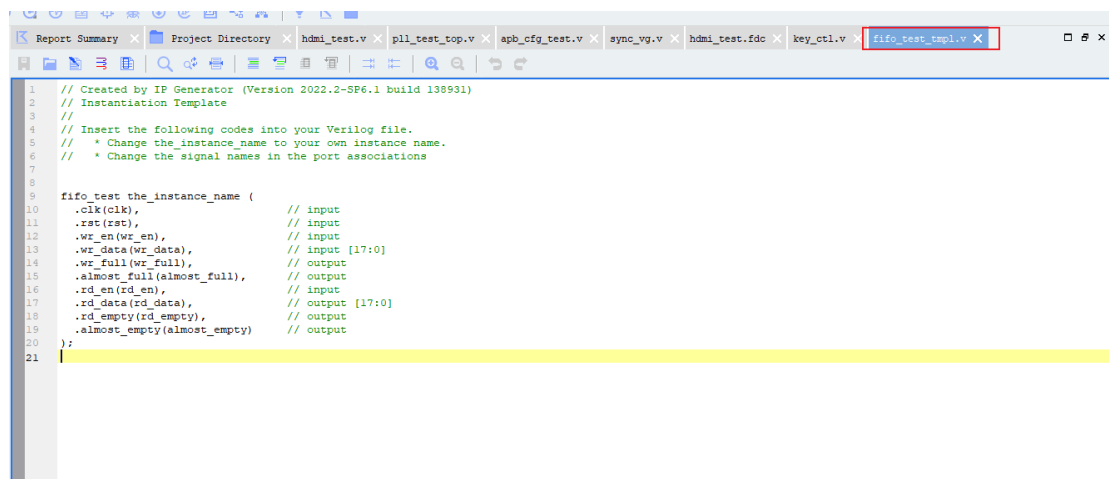 Report Summary Project Directory hdmi_test.v pll_test_top.v apb_cfg_test.v sync_vg.v hdmi_test.fdc key_ctl.v fifo_test_tmpl.v
1 // Created by IP Generator (Version 2022.2-SP6.1 build 138931)
2 // Instantiation Template
3 //
4 // Insert the following codes into your Verilog file.
5 //   * Change the_instance_name to your own instance name.
6 //   * Change the signal names in the port associations
7
8
9 fifo_test the_instance_name (
10   .clk(clk),                      // input
11   .rst(rst),                      // input
12   .wr_en(wr_en),                  // input
13   .wr_data(wr_data),              // input [17:0]
14   .wr_full(wr_full),              // output
15   .almost_full(almost_full),      // output
16   .rd_en(rd_en),                  // input
17   .rd_data(rd_data),              // output [17:0]
18   .rd_empty(rd_empty),            // output
19   .almost_empty(almost_empty)     // output
20 );
21